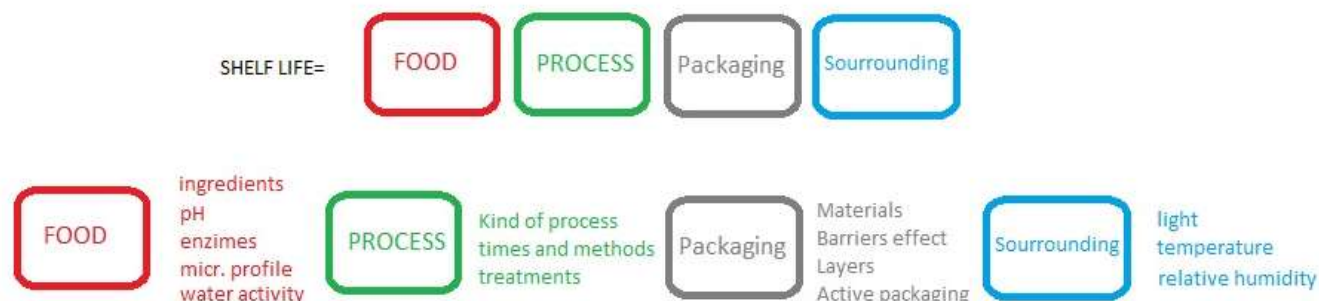 SHELF LIFE= FOOD PROCESS Packaging Sourrounding
FOOD
ingredients
pH
enzimes
micr. profile
water activity
PROCESS
Kind of process
times and methods
treatments
Packaging
Materials
Barriers effect
Layers
Active packaging
Sourrounding
light
temperature
relative humidity